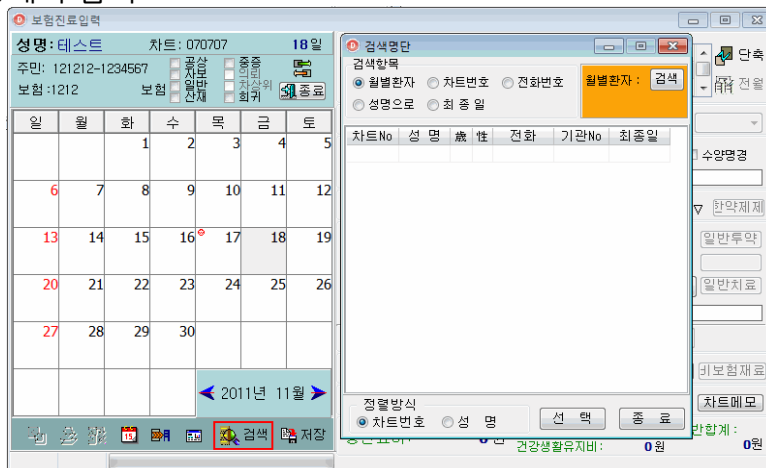 보험진료입력
성명: 테스트 차트: 070707 18일
주민: 121212-1234567 공상 자보 중증 의뢰
보험 :1212 보험 일반 산재 차상위 희귀 종료
일 월 화 수 목 금 토
1 2 3 4 5
6 7 8 9 10 11 12
13 14 15 16 17 18 19
20 21 22 23 24 25 26
27 28 29 30
2011년 11월
검색 저장
검색명단
검색항목
월별환자 차트번호 전화번호 월별환자 : 검색
성명으로 최 종 일
차트No 성 명 歲 性 전화 기관No 최종일
정렬방식
차트번호 성 명 선 택 종 료
단축
전월
수양명경
한약제제
일반투약
일반치료
비보험재료
차트메모
반합계 :
건강생활유지비 : 0원 0원